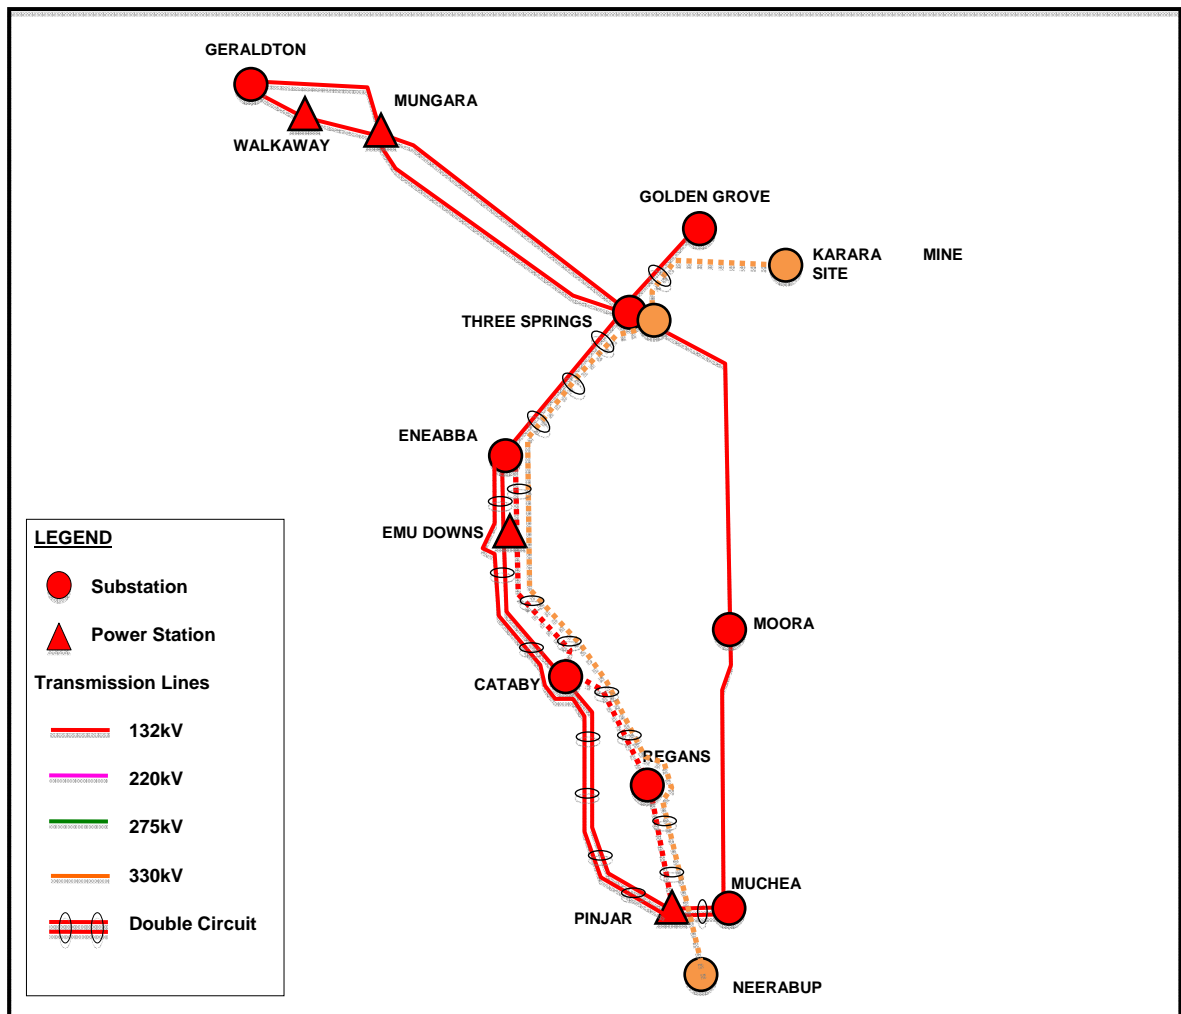 GERALDTON
MUNGARA
WALKAWAY
GOLDEN GROVE
KARARA MINE
SITE
THREE SPRINGS
ENEABBA
EMU DOWNS
LEGEND
Substation
Power Station
MOORA
CATABY
Transmission Lines
132kV
REGANS
220kV
275kV
330kV
MUCHEA
Double Circuit
PINJAR
NEERABUP